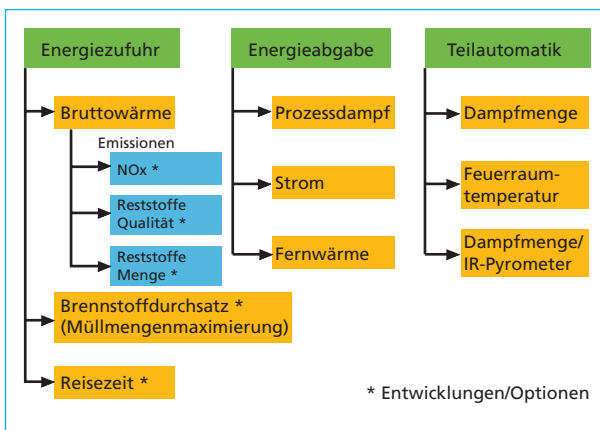 Energiezufuhr
Bruttowärme
Emissionen
NOx *
Reststoffe
Qualität *
Reststoffe
Menge *
Brennstoffdurchsatz *
(Müllmengenmaximierung)
Reisezeit *
Energieabgabe
Prozessdampf
Strom
Fernwärme
Teilautomatik
Dampfmenge
Feuerraum-
temperatur
Dampfmenge/
IR-Pyrometer
* Entwicklungen/Optionen